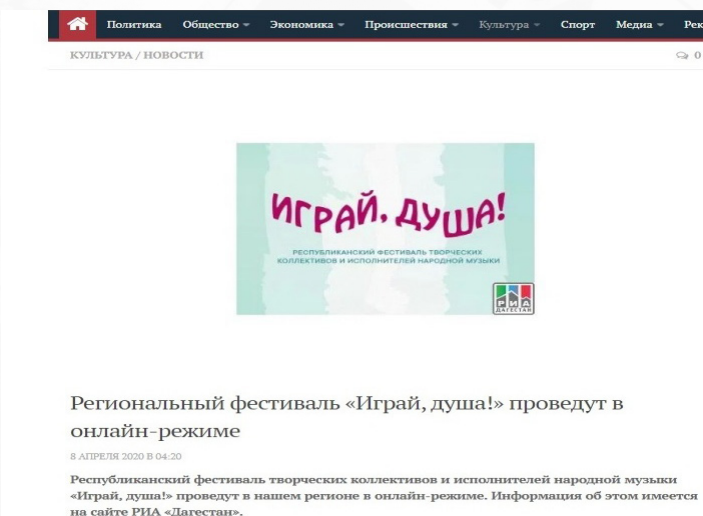 Политика Общество Экономика Происшествия Культура Спорт Медиа Рек
КУЛЬТУРА / НОВОСТИ 0
ИГРАЙ, ДУША!
РЕСПУБЛИКАНСКИЙ ФЕСТИВАЛЬ ТВОРЧЕСКИХ
КОЛЛЕКТИВОВ И ИСПОЛНИТЕЛЕЙ НАРОДНОЙ МУЗЫКИ
РИА
ДАГЕСТАН
Региональный фестиваль «Играй, душа!» проведут в
онлайн-режиме
8 АПРЕЛЯ 2020 В 04:20
Республиканский фестиваль творческих коллективов и исполнителей народной музыки
«Играй, душа!» проведут в нашем регионе в онлайн-режиме. Информация об этом имеется
на сайте РИА «Дагестан».